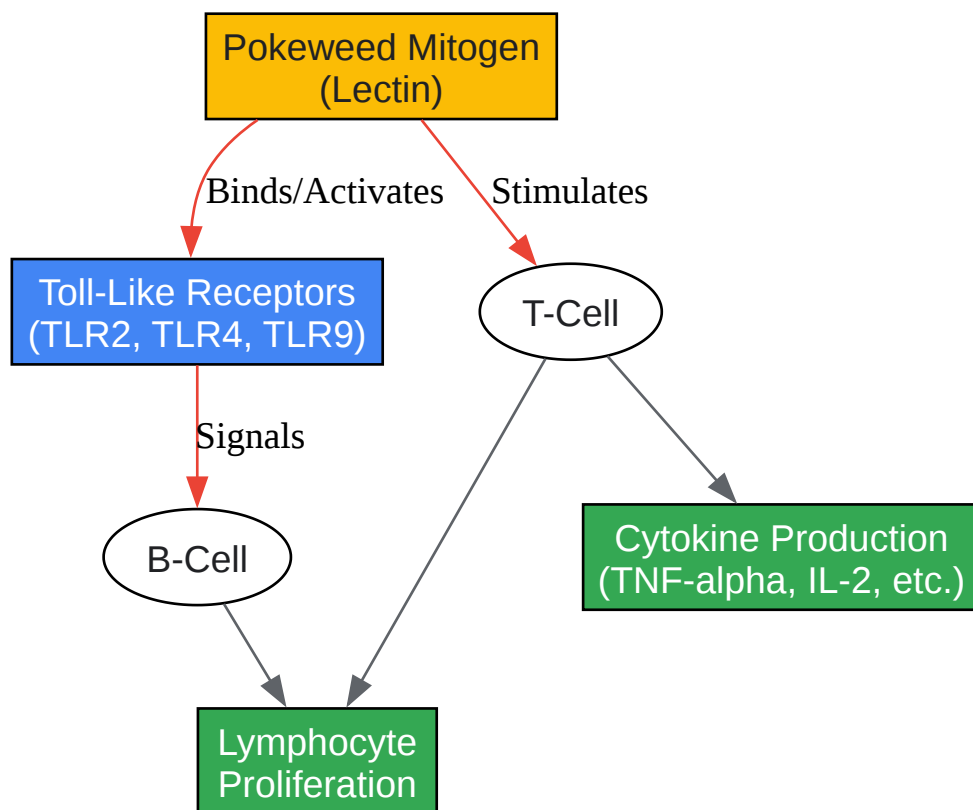 Pokeweed Mitogen
(Lectin)
Binds/Activates
Stimulates
Toll-Like Receptors
(TLR2, TLR4, TLR9)
T-Cell
Signals
B-Cell
Cytokine Production
(TNF-alpha, IL-2, etc.)
Lymphocyte
Proliferation